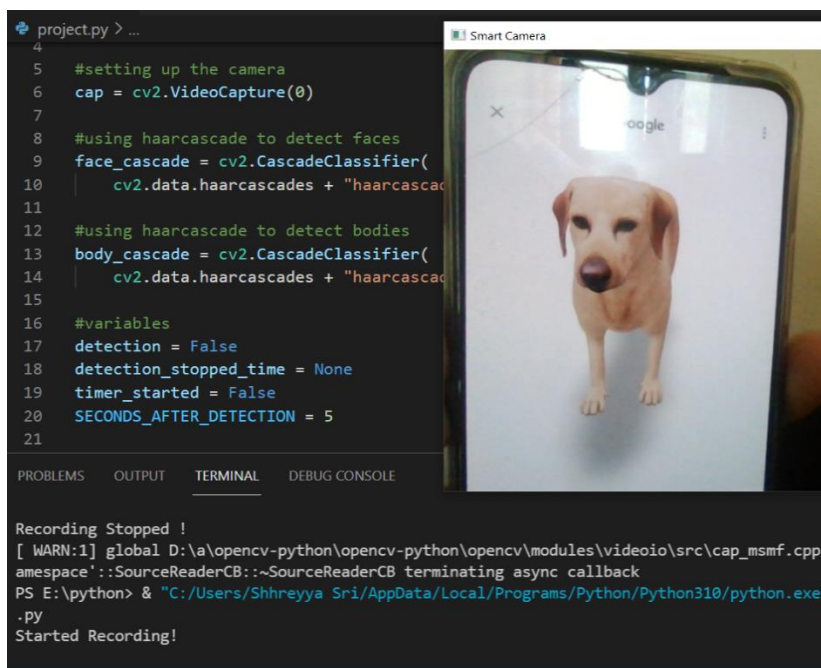 project.py > ...
4
5 #setting up the camera
6 cap = cv2.VideoCapture(0)
7
8 #using haarcascade to detect faces
9 face_cascade = cv2.CascadeClassifier(
10 cv2.data.haarcascades + "haarcascad
11
12 #using haarcascade to detect bodies
13 body_cascade = cv2.CascadeClassifier(
14 cv2.data.haarcascades + "haarcascad
15
16 #variables
17 detection = False
18 detection_stopped_time = None
19 timer_started = False
20 SECONDS_AFTER_DETECTION = 5
21
Smart Camera
oogle
PROBLEMS OUTPUT TERMINAL DEBUG CONSOLE
Recording Stopped !
[ WARN:1] global D:\a\opencv-python\opencv-python\opencv\modules\videoio\src\cap_msmf.cpp
amespace'::SourceReaderCB::~SourceReaderCB terminating async callback
PS E:\python> & "C:/Users/Shhreyya Sri/AppData/Local/Programs/Python/Python310/python.exe
.py
Started Recording!